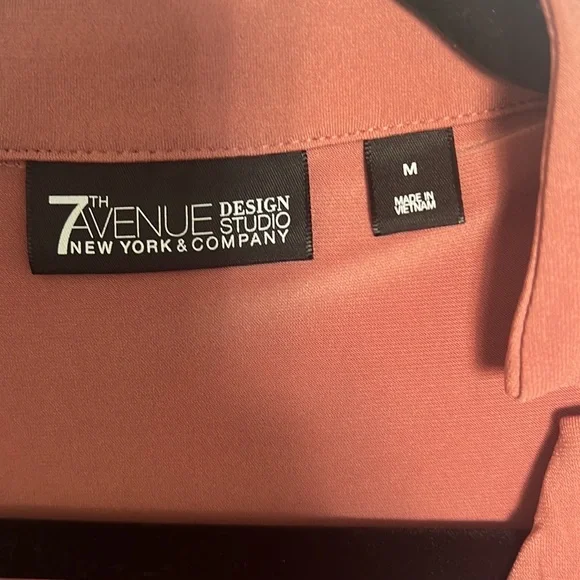 7TH AVENUE DESIGN STUDIO
NEW YORK & COMPANY
M
MADE IN
VIETNAM